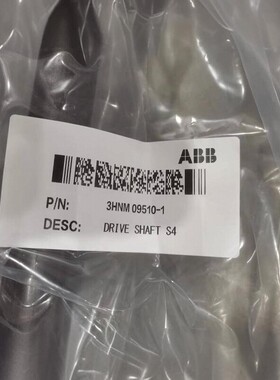 ABB
P/N: 3HNM 09510-1
DESC: DRIVE SHAFT S4